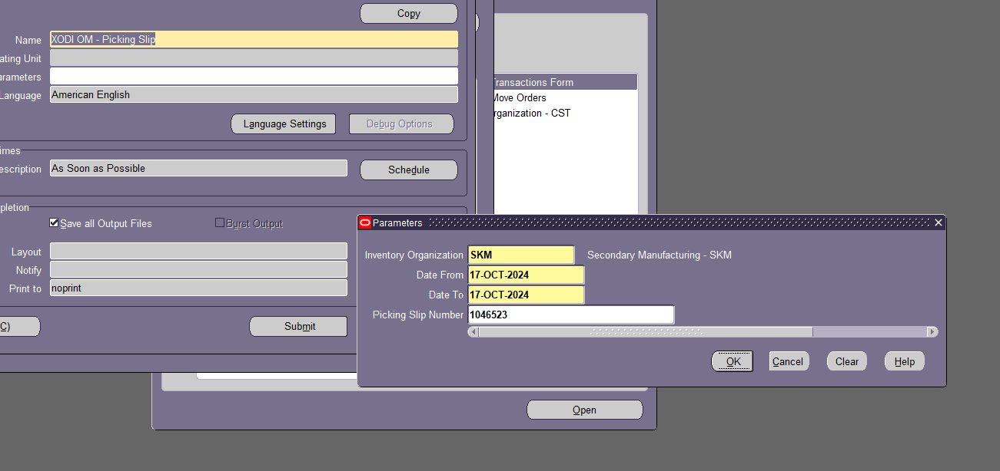 Copy
Name XODI OM - Picking Slip
ating Unit
arameters
Language American English
Language Settings Debug Options
imes
escription As Soon as Possible Schedule
pletion
Save all Output Files Burst Output
Layout
Notify
Print to noprint
C) Submit
Transactions Form
Move Orders
rganization - CST
Parameters
Inventory Organization SKM Secondary Manufacturing - SKM
Date From 17-OCT-2024
Date To 17-OCT-2024
Picking Slip Number 1046523
OK Cancel Clear Help
Open